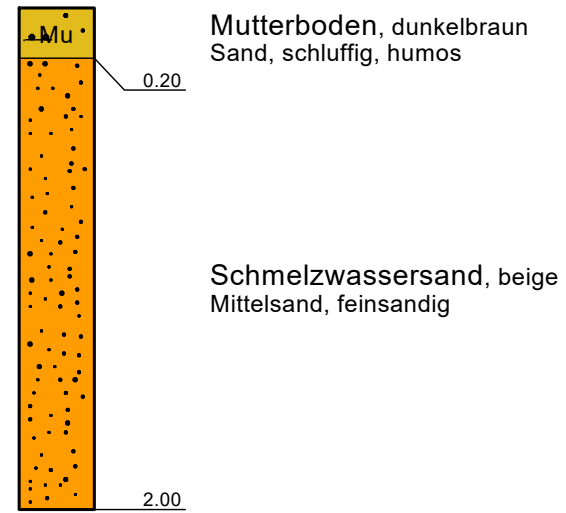 Mu
Mutterboden, dunkelbraun
Sand, schluffig, humos
0.20
Schmelzwassersand, beige
Mittelsand, feinsandig
2.00